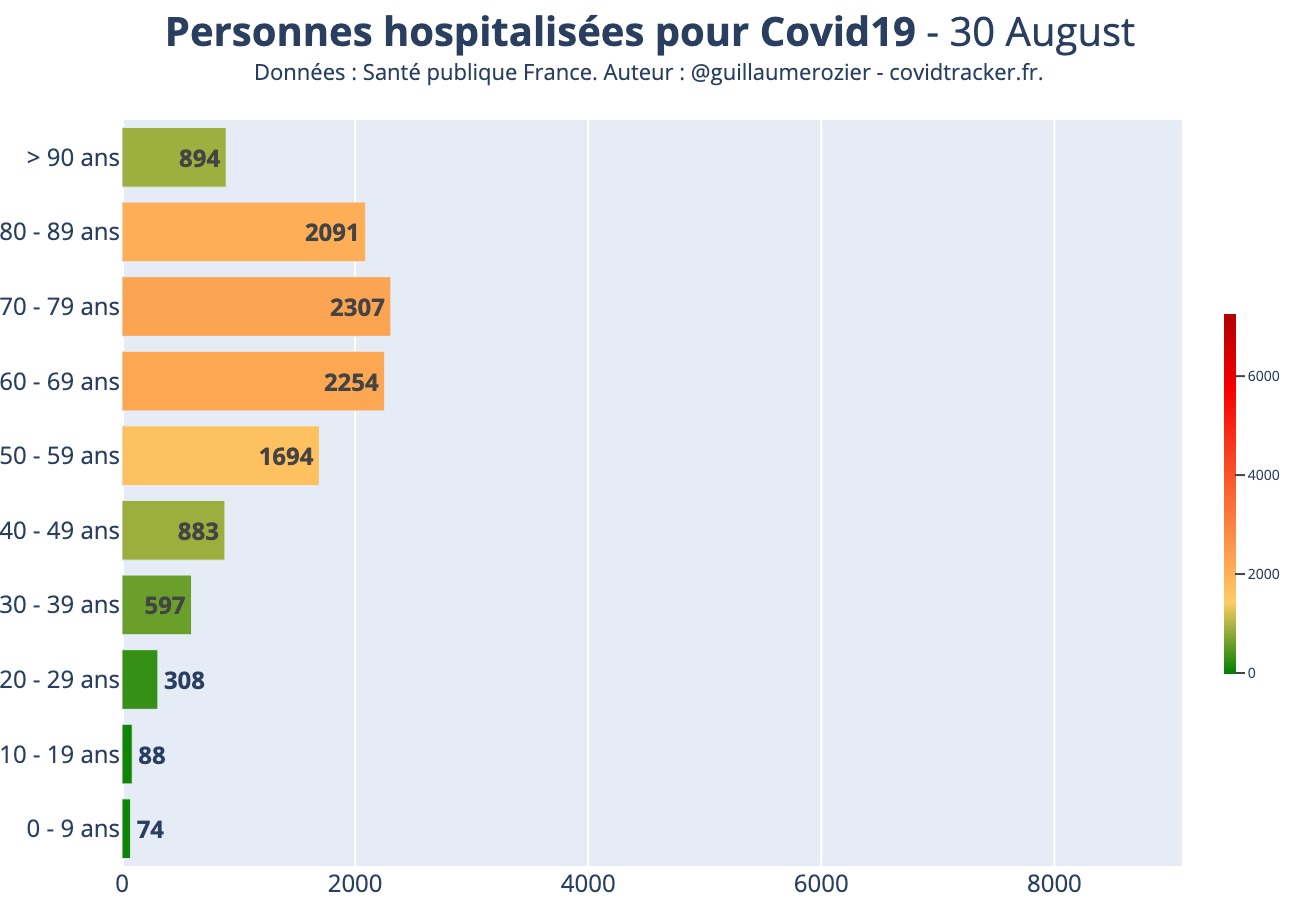 Personnes hospitalisées pour Covid19 - 30 August
Données : Santé publique France. Auteur : @guillaumerozier - covidtracker.fr.
> 90 ans 894
80 - 89 ans 2091
70 - 79 ans 2307
60 - 69 ans 2254
50 - 59 ans 1694
40 - 49 ans 883
30 - 39 ans 597
20 - 29 ans 308
10 - 19 ans 88
0 - 9 ans 74
0 2000 4000 6000 8000
6000
4000
2000
0